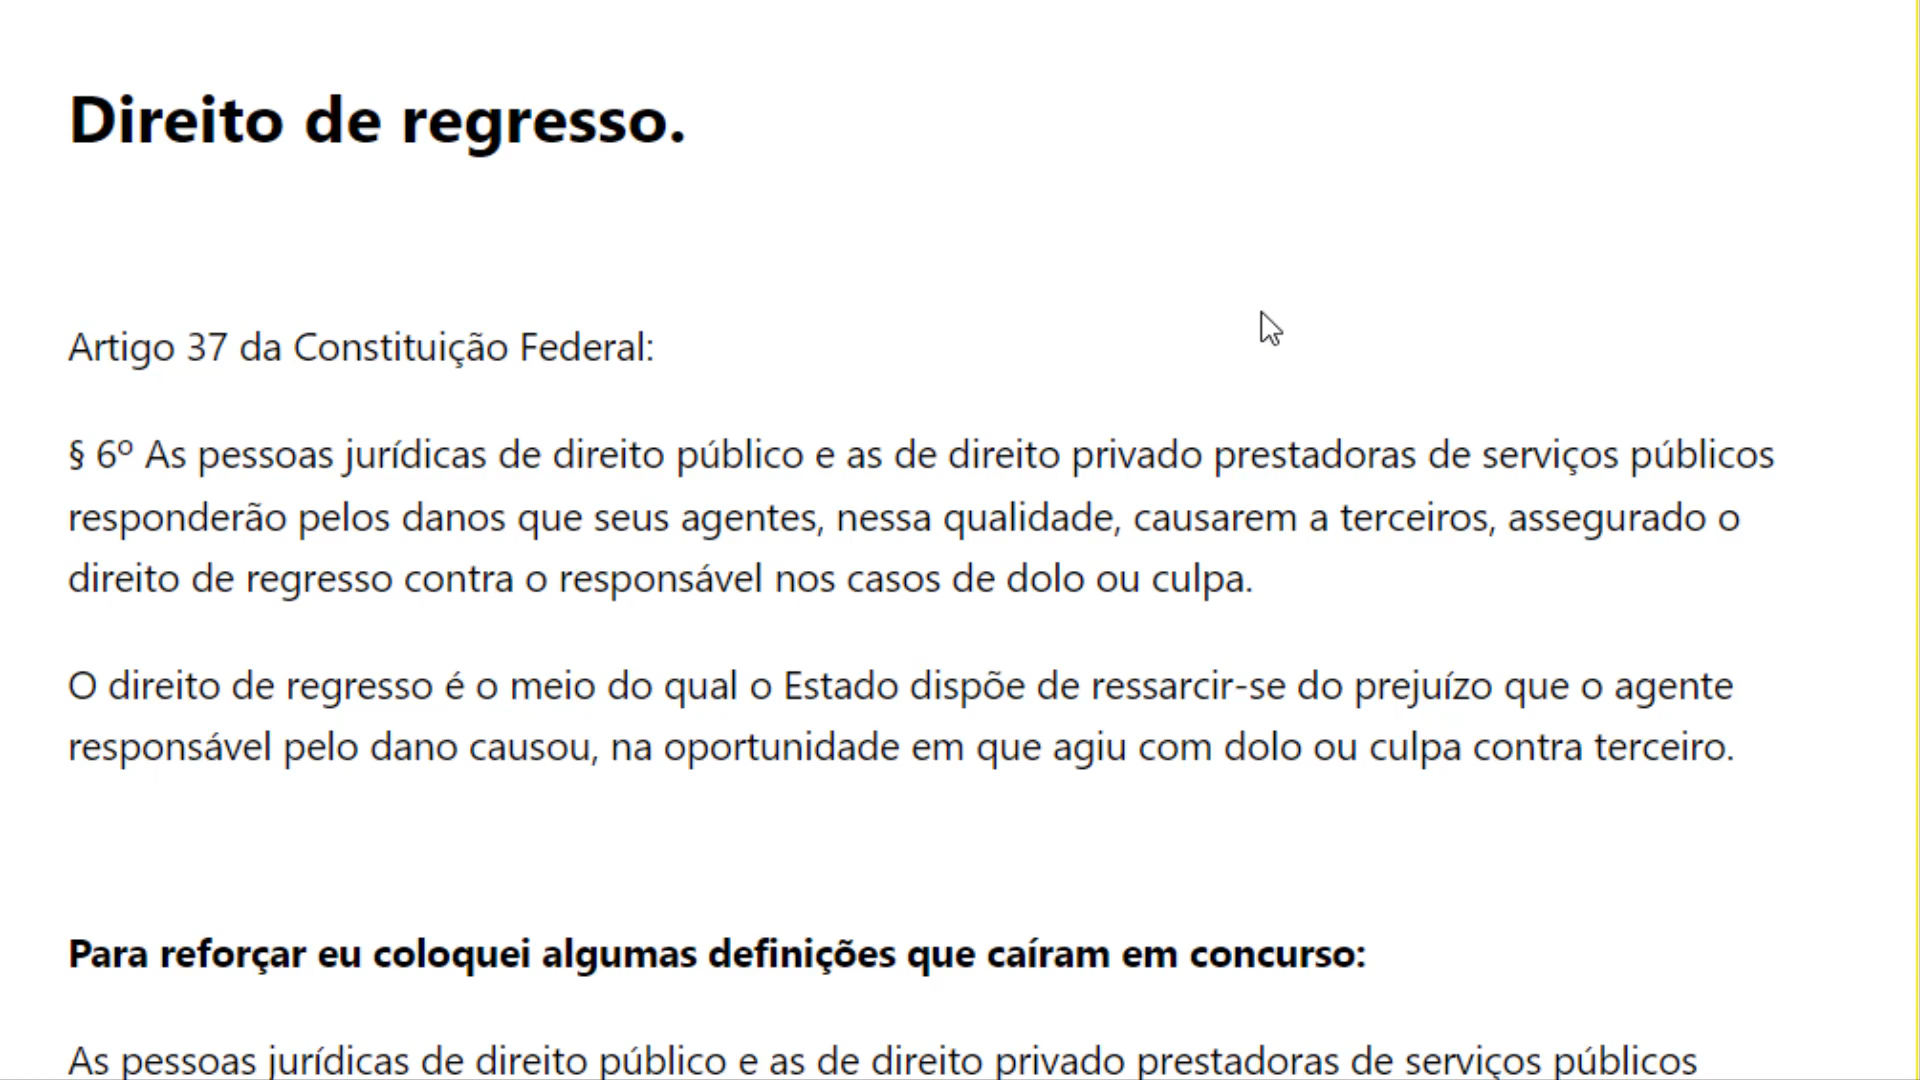 Direito de regresso.
Artigo 37 da Constituição Federal:
§ 6º As pessoas jurídicas de direito público e as de direito privado prestadoras de serviços públicos
responderão pelos danos que seus agentes, nessa qualidade, causarem a terceiros, assegurado o
direito de regresso contra o responsável nos casos de dolo ou culpa.
O direito de regresso é o meio do qual o Estado dispõe de ressarcir-se do prejuízo que o agente
responsável pelo dano causou, na oportunidade em que agiu com dolo ou culpa contra terceiro.
Para reforçar eu coloquei algumas definições que caíram em concurso:
As pessoas jurídicas de direito público e as de direito privado prestadoras de serviços públicos